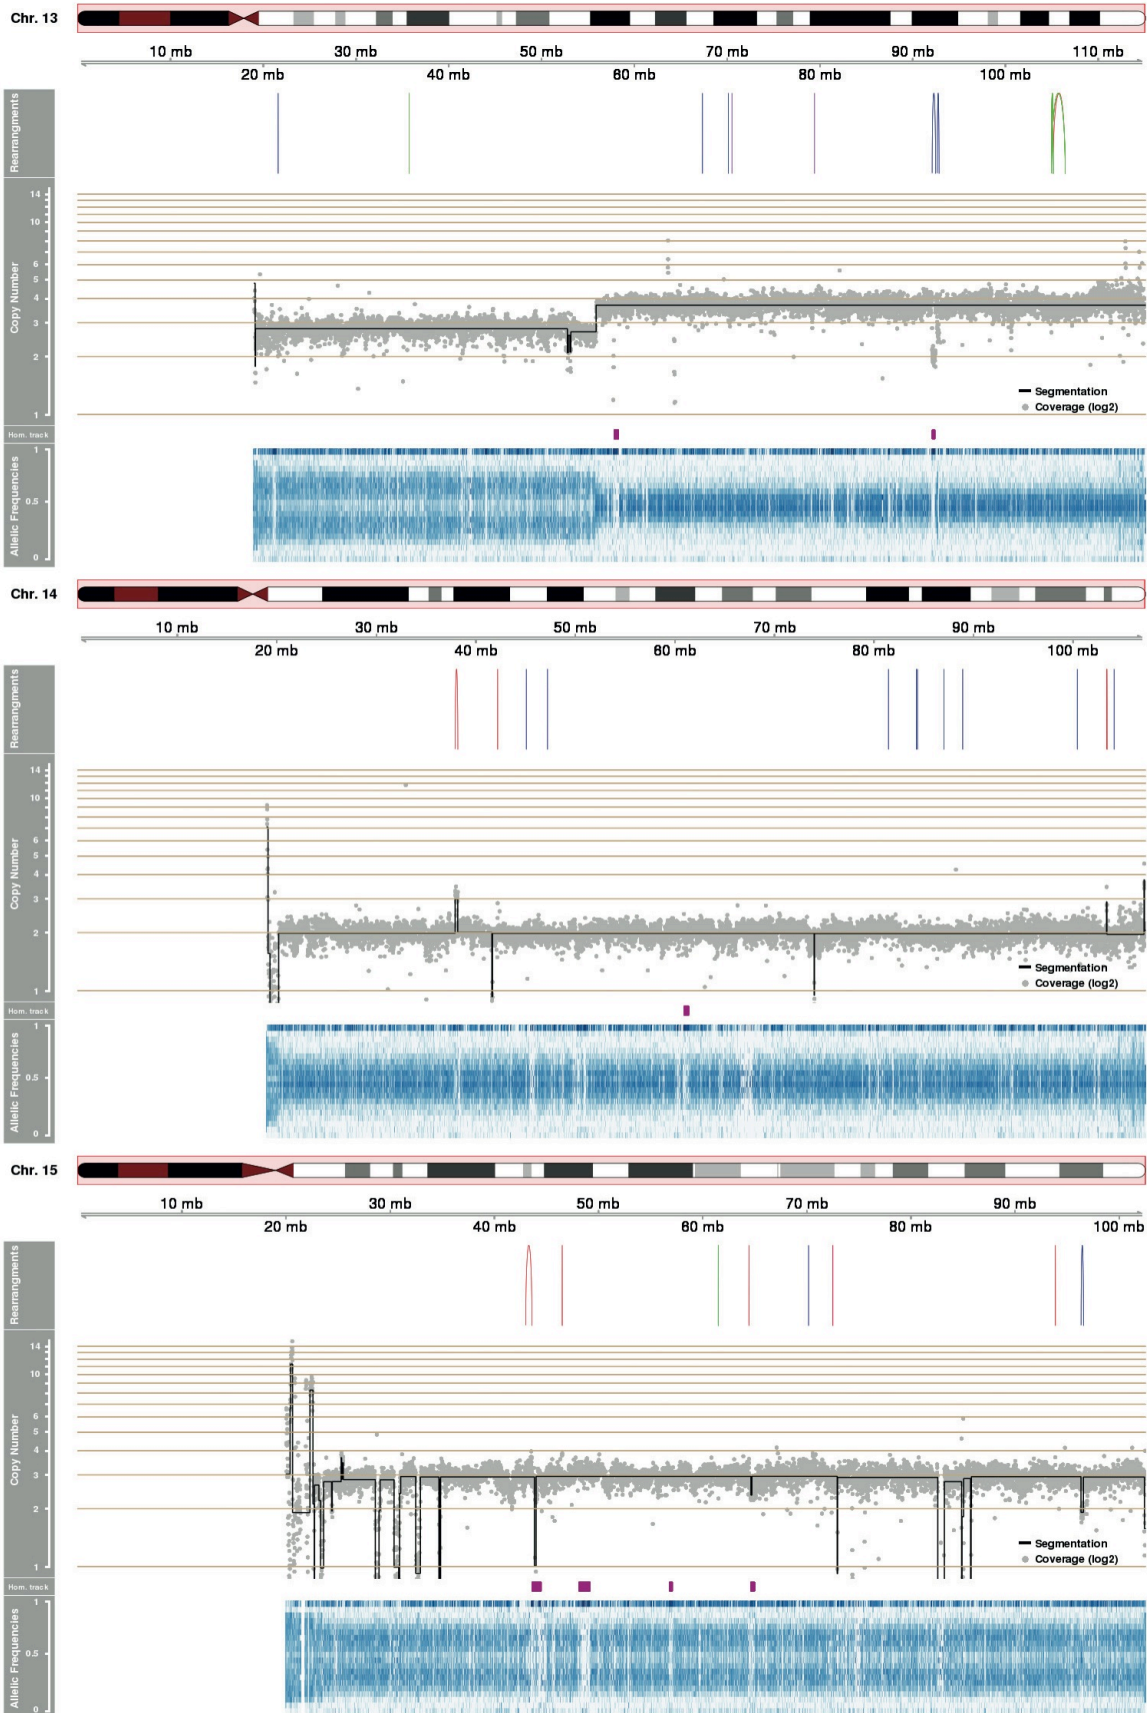 Chr. 13
10 mb 30 mb 50 mb 70 mb 90 mb 110 mb
20 mb 40 mb 60 mb 80 mb 100 mb
Rearrangments
Copy Number
14
10
6
5
4
3
2
1
Segmentation
Coverage (log2)
Hom. track
Allelic Frequencies
1
0.5
0
Chr. 14
10 mb 30 mb 50 mb 70 mb 90 mb
20 mb 40 mb 60 mb 80 mb 100 mb
Rearrangments
Copy Number
14
10
6
5
4
3
2
1
Segmentation
Coverage (log2)
Hom. track
Allelic Frequencies
1
0.5
0
Chr. 15
10 mb 30 mb 50 mb 70 mb 90 mb
20 mb 40 mb 60 mb 80 mb 100 mb
Rearrangments
Copy Number
14
10
6
5
4
3
2
1
Segmentation
Coverage (log2)
Hom. track
Allelic Frequencies
1
0.5
0